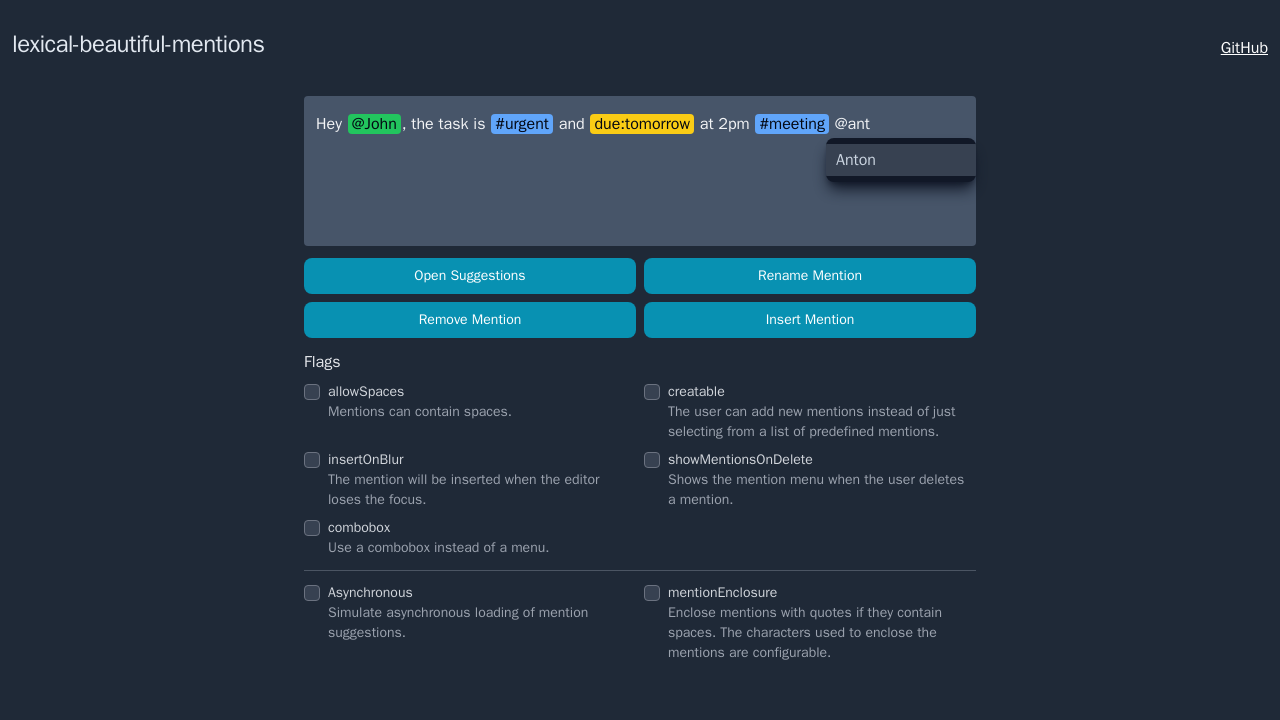 lexical-beautiful-mentions
GitHub
Hey @John, the task is #urgent and due:tomorrow at 2pm #meeting @ant
Anton
Open Suggestions
Rename Mention
Remove Mention
Insert Mention
Flags
allowSpaces
Mentions can contain spaces.
creatable
The user can add new mentions instead of just
selecting from a list of predefined mentions.
insertOnBlur
The mention will be inserted when the editor
loses the focus.
showMentionsOnDelete
Shows the mention menu when the user deletes
a mention.
combobox
Use a combobox instead of a menu.
Asynchronous
Simulate asynchronous loading of mention
suggestions.
mentionEnclosure
Enclose mentions with quotes if they contain
spaces. The characters used to enclose the
mentions are configurable.